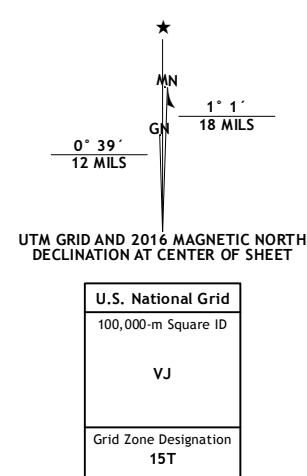 ★
MN
1° 1´
18 MILS
GN
0° 39´
12 MILS
UTM GRID AND 2016 MAGNETIC NORTH
DECLINATION AT CENTER OF SHEET
U.S. National Grid
100,000-m Square ID
VJ
Grid Zone Designation
15T